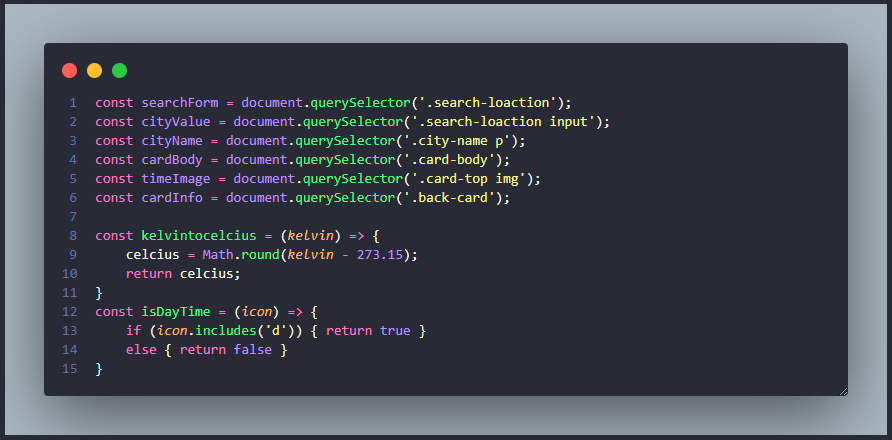 1 const searchForm = document.querySelector('.search-loaction');
2 const cityValue = document.querySelector('.search-loaction input');
3 const cityName = document.querySelector('.city-name p');
4 const cardBody = document.querySelector('.card-body');
5 const timeImage = document.querySelector('.card-top img');
6 const cardInfo = document.querySelector('.back-card');
7
8 const kelvintocelcius = (kelvin) => {
9     celcius = Math.round(kelvin - 273.15);
10     return celcius;
11 }
12 const isDayTime = (icon) => {
13     if (icon.includes('d')) { return true }
14     else { return false }
15 }